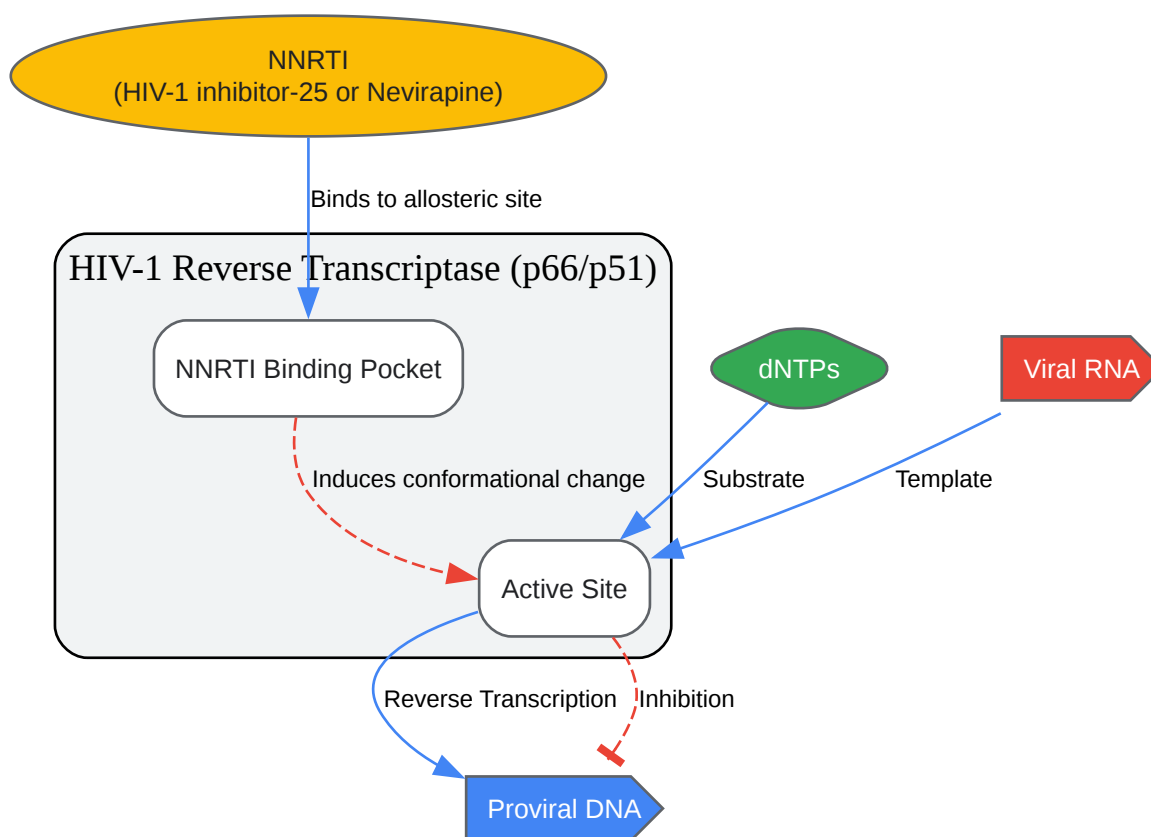 NNRTI
(HIV-1 inhibitor-25 or Nevirapine)
Binds to allosteric site
HIV-1 Reverse Transcriptase (p66/p51)
NNRTI Binding Pocket
dNTPs
Viral RNA
Induces conformational change
Substrate
Template
Active Site
Reverse Transcription
Inhibition
Proviral DNA